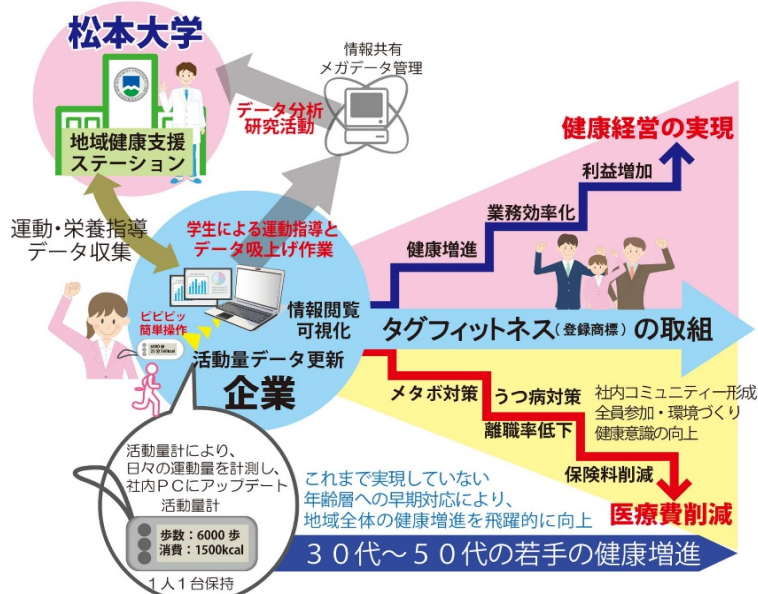 松本大学
地域健康支援
ステーション
情報共有
メガデータ管理
データ分析
研究活動
運動・栄養指導
データ収集
学生による運動指導と
データ吸上げ作業
ピピピッ
簡単操作
情報閲覧
可視化
活動量データ更新
企業
健康増進
業務効率化
利益増加
健康経営の実現
タグフィットネス(登録商標)の取組
メタボ対策
うつ病対策
離職率低下
保険料削減
医療費削減
社内コミュニティー形成
全員参加・環境づくり
健康意識の向上
活動量計により、
日々の運動量を計測し、
社内PCにアップデート
活動量計
歩数:6000 歩
消費:1500kcal
1人1台保持
これまで実現していない
年齢層への早期対応により、
地域全体の健康増進を飛躍的に向上
30代〜50代の若手の健康増進